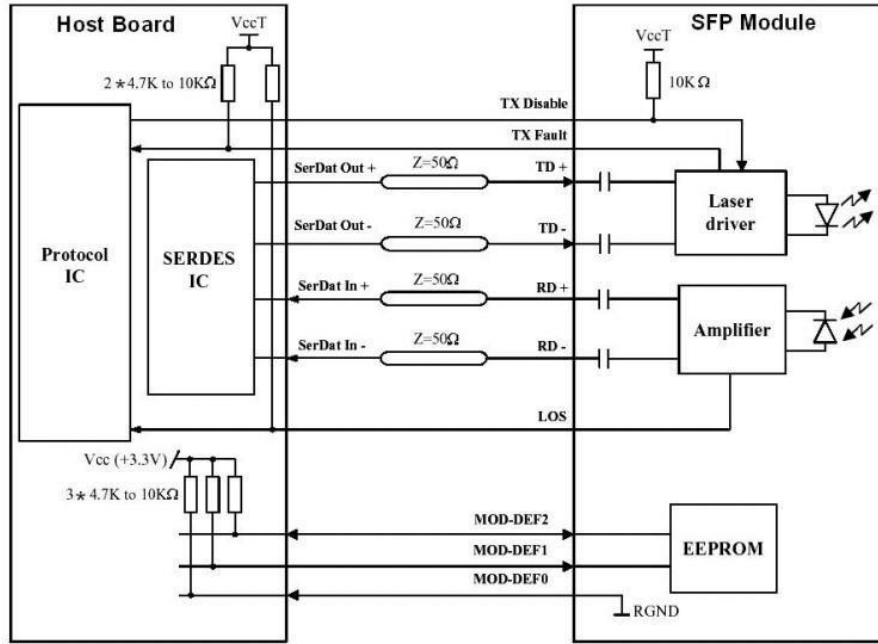 Host Board
SFP Module
VccT
VccT
2*4.7K to 10KΩ
10KΩ
TX Disable
TX Fault
SerDat Out +
Z=50Ω
TD +
SerDat Out -
Z=50Ω
TD -
Laser
driver
Protocol
IC
SERDES
IC
SerDat In +
Z=50Ω
RD +
SerDat In -
Z=50Ω
RD -
Amplifier
LOS
Vcc (+3.3V)
3*4.7K to 10KΩ
MOD-DEF2
MOD-DEF1
MOD-DEF0
EEPROM
RGND